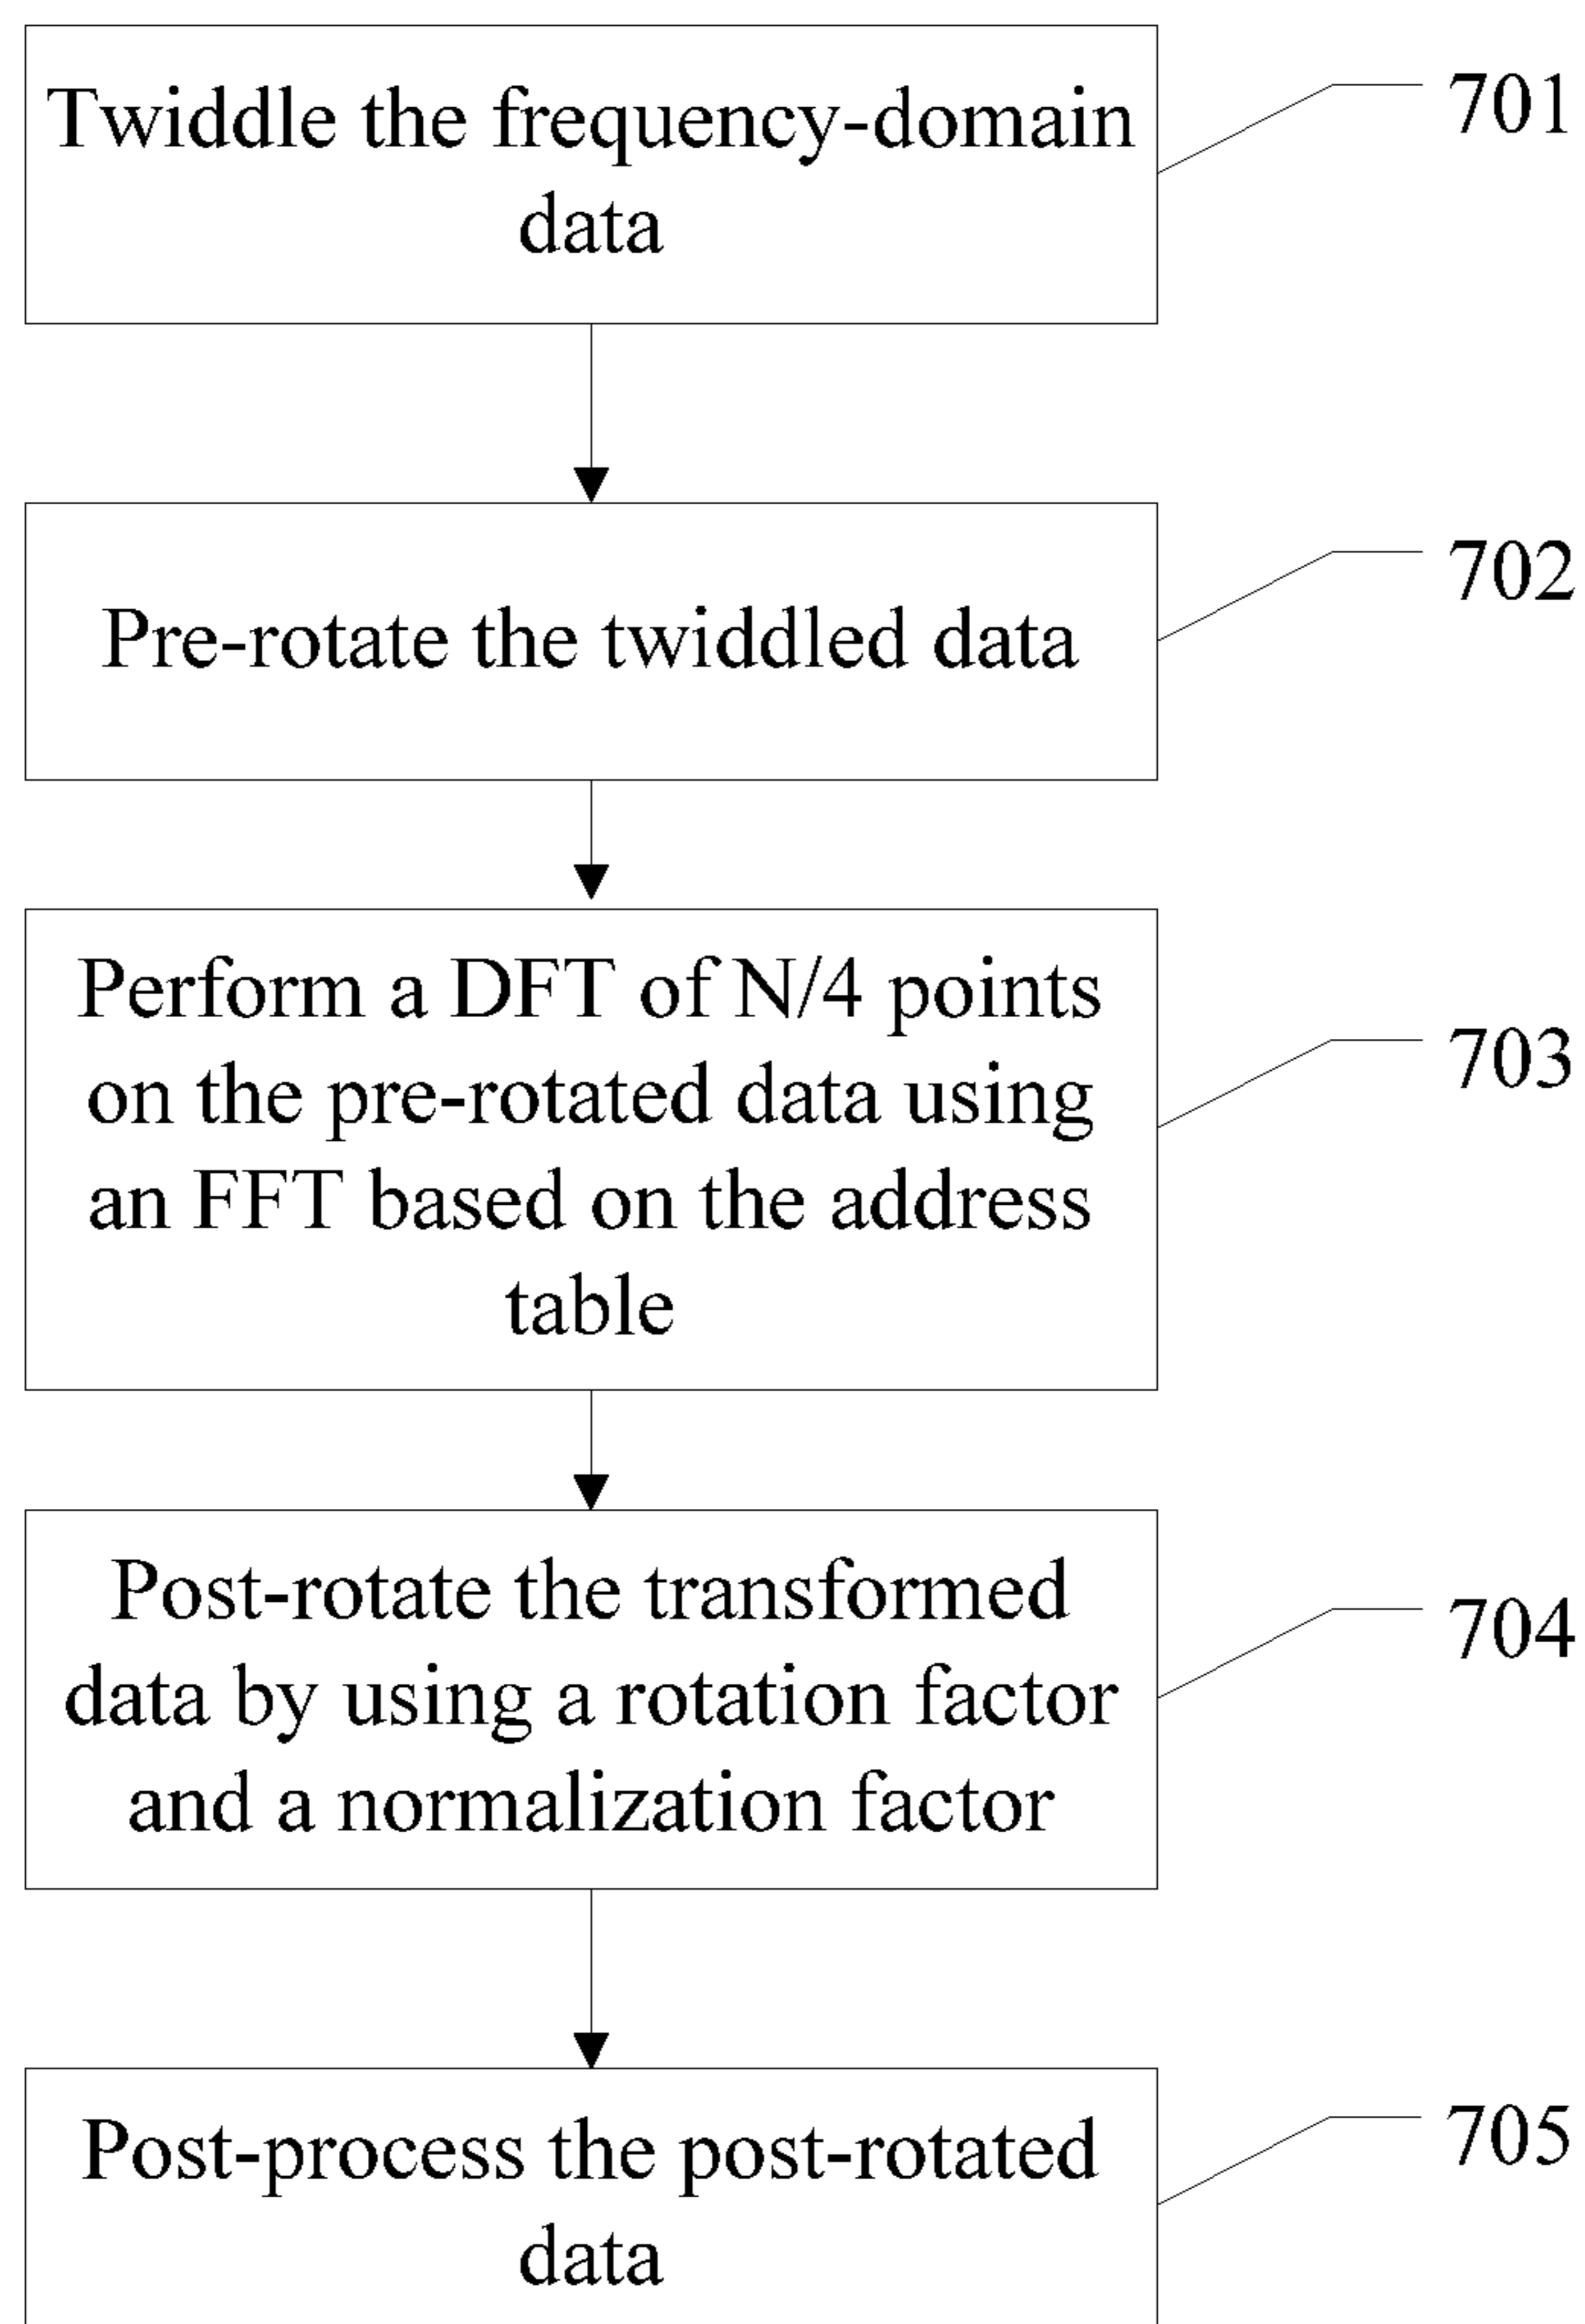 Twiddle the frequency-domain
data
701
Pre-rotate the twiddled data
702
Perform a DFT of N/4 points
on the pre-rotated data using
an FFT based on the address
table
703
Post-rotate the transformed
data by using a rotation factor
and a normalization factor
704
Post-process the post-rotated
data
705